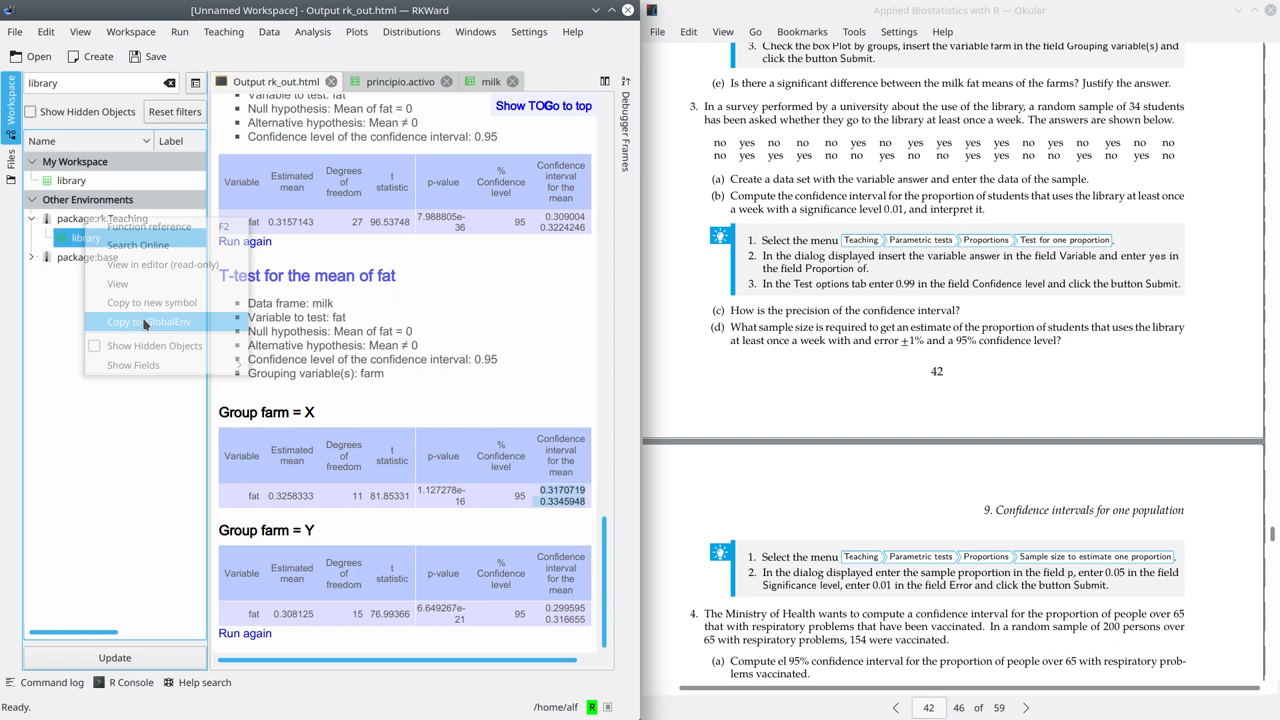 [Unnamed Workspace] - Output rk_out.html — RKWard
File Edit View Workspace Run Teaching Data Analysis Plots Distributions Windows Settings Help
Open Create Save
Workspace
Files
library
Show Hidden Objects Reset filters
Name Label
My Workspace
library
Other Environments
package:rk.Teaching
library
package:base
Function reference F2
Search Online
View in editor (read-only)
View
Copy to new symbol
Copy to .GlobalEnv
Show Hidden Objects
Show Fields
Update
Output rk_out.html principio.activo milk
Debugger Frames
Show TOC
Go to top
Variable to test: fat
Null hypothesis: Mean of fat = 0
Alternative hypothesis: Mean ≠ 0
Confidence level of the confidence interval: 0.95
Variable Estimated mean Degrees of freedom t statistic p-value % Confidence level Confidence interval for the mean
fat 0.3157143 27 96.53748 7.988805e-36 95 0.309004 0.3224246
Run again
T-test for the mean of fat
Data frame: milk
Variable to test: fat
Null hypothesis: Mean of fat = 0
Alternative hypothesis: Mean ≠ 0
Confidence level of the confidence interval: 0.95
Grouping variable(s): farm
Group farm = X
Variable Estimated mean Degrees of freedom t statistic p-value % Confidence level Confidence interval for the mean
fat 0.3258333 11 81.85331 1.127278e-16 95 0.3170719 0.3345948
Group farm = Y
Variable Estimated mean Degrees of freedom t statistic p-value % Confidence level Confidence interval for the mean
fat 0.308125 15 76.99366 6.649267e-21 95 0.299595 0.316655
Run again
Command log R Console Help search
Ready. /home/alf R
Applied Biostatistics with R — Okular
File Edit View Go Bookmarks Tools Settings Help
3. Check the box Plot by groups, insert the variable farm in the field Grouping variable(s) and
click the button Submit.
(e) Is there a significant difference between the milk fat means of the farms? Justify the answer.
3. In a survey performed by a university about the use of the library, a random sample of 34 students
has been asked whether they go to the library at least once a week. The answers are shown below.
no yes no no no yes no yes yes yes yes no yes no yes no no
no yes yes yes no no yes no yes yes yes no no yes no yes no
(a) Create a data set with the variable answer and enter the data of the sample.
(b) Compute the confidence interval for the proportion of students that uses the library at least
once a week with a significance level 0.01, and interpret it.
1. Select the menu Teaching Parametric tests Proportions Test for one proportion .
2. In the dialog displayed insert the variable answer in the field Variable and enter yes in
the field Proportion of.
3. In the Test options tab enter 0.99 in the field Confidence level and click the button Submit.
(c) How is the precision of the confidence interval?
(d) What sample size is required to get an estimate of the proportion of students that uses the library
at least once a week with and error ±1% and a 95% confidence level?
42
9. Confidence intervals for one population
1. Select the menu Teaching Parametric tests Proportions Sample size to estimate one proportion .
2. In the dialog displayed enter the sample proportion in the field p, enter 0.05 in the field
Significance level, enter 0.01 in the field Error and click the button Submit.
4. The Ministry of Health wants to compute a confidence interval for the proportion of people over 65
that with respiratory problems that have been vaccinated. In a random sample of 200 persons over
65 with respiratory problems, 154 were vaccinated.
(a) Compute el 95% confidence interval for the proportion of people over 65 with respiratory prob-
lems vaccinated.
42 46 of 59